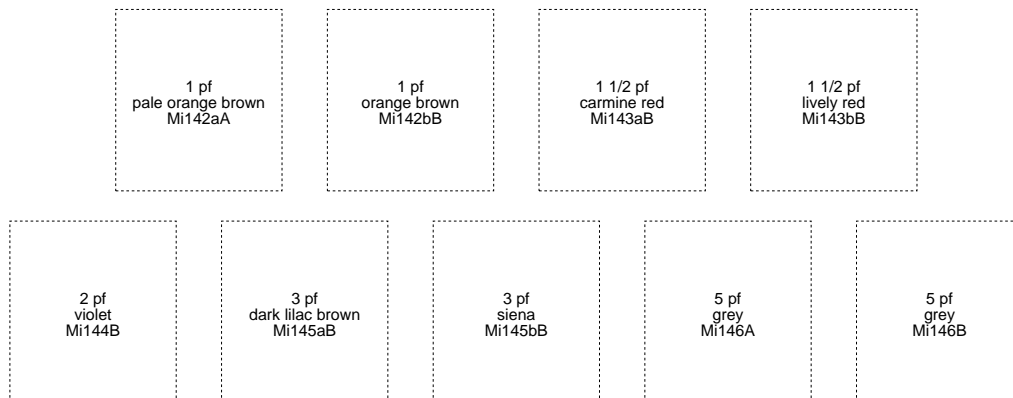 1 pf
pale orange brown
Mi142aA
1 pf
orange brown
Mi142bB
1 1/2 pf
carmine red
Mi143aB
1 1/2 pf
lively red
Mi143bB
2 pf
violet
Mi144B
3 pf
dark lilac brown
Mi145aB
3 pf
siena
Mi145bB
5 pf
grey
Mi146A
5 pf
grey
Mi146B